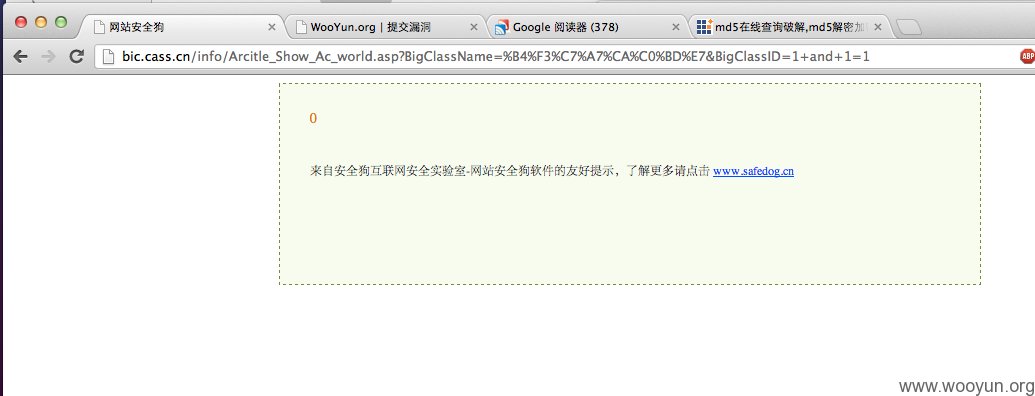 网站安全狗
WooYun.org | 提交漏洞
Google 阅读器 (378)
md5在线查询破解,md5解密加
bic.cass.cn/info/Arcitle_Show_Ac_world.asp?BigClassName=%B4%F3%C7%A7%CA%C0%BD%E7&BigClassID=1+and+1=1
ABP
0
来自安全狗互联网安全实验室-网站安全狗软件的友好提示，了解更多请点击 www.safedog.cn
www.wooyun.org